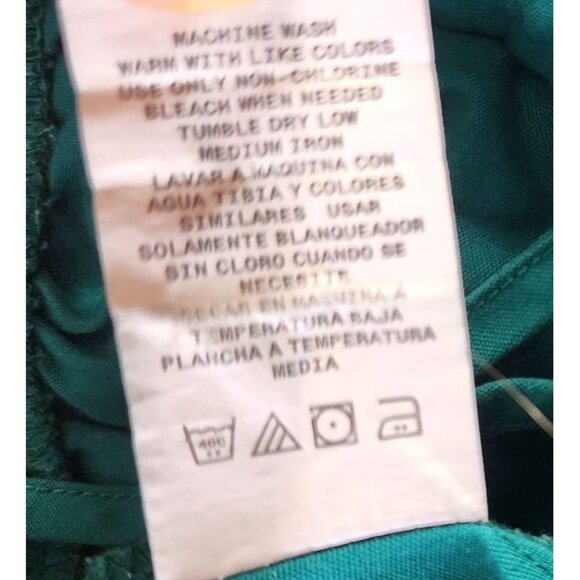 MACHINE WASH
WARM WITH LIKE COLORS
USE ONLY NON-CHLORINE
BLEACH WHEN NEEDED
TUMBLE DRY LOW
MEDIUM IRON
LAVAR A MAQUINA CON
AGUA TIBIA Y COLORES
SIMILARES USAR
SOLAMENTE BLANQUEADOR
SIN CLORO CUANDO SE
NECESITE
SECAR EN MAQUINA A
TEMPERATURA BAJA
PLANCHA A TEMPERATURA
MEDIA
40C